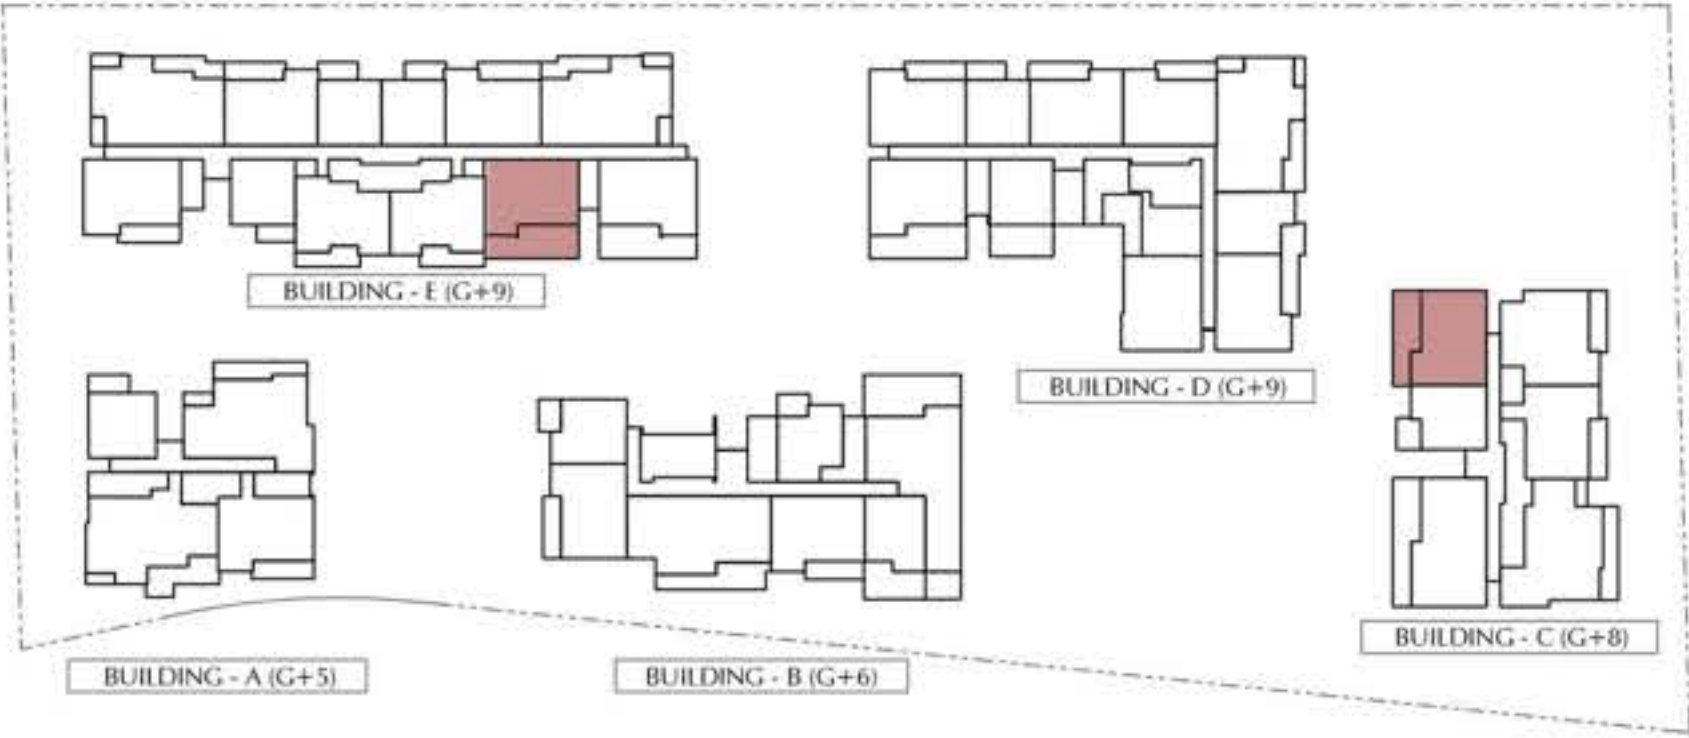 BUILDING - E (G+9)
BUILDING - D (G+9)
BUILDING - C (G+8)
BUILDING - A (G+5)
BUILDING - B (G+6)